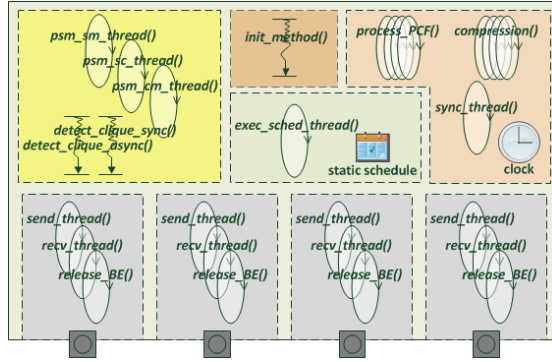 psm_sm_thread()
psm_sc_thread()
psm_cm_thread()
detect_clique_sync()
detect_clique_async()
init_method()
process_PCF()
compression()
sync_thread()
clock
exec_sched_thread()
static schedule
send_thread()
recv_thread()
release_BE()
send_thread()
recv_thread()
release_BE()
send_thread()
recv_thread()
release_BE()
send_thread()
recv_thread()
release_BE()